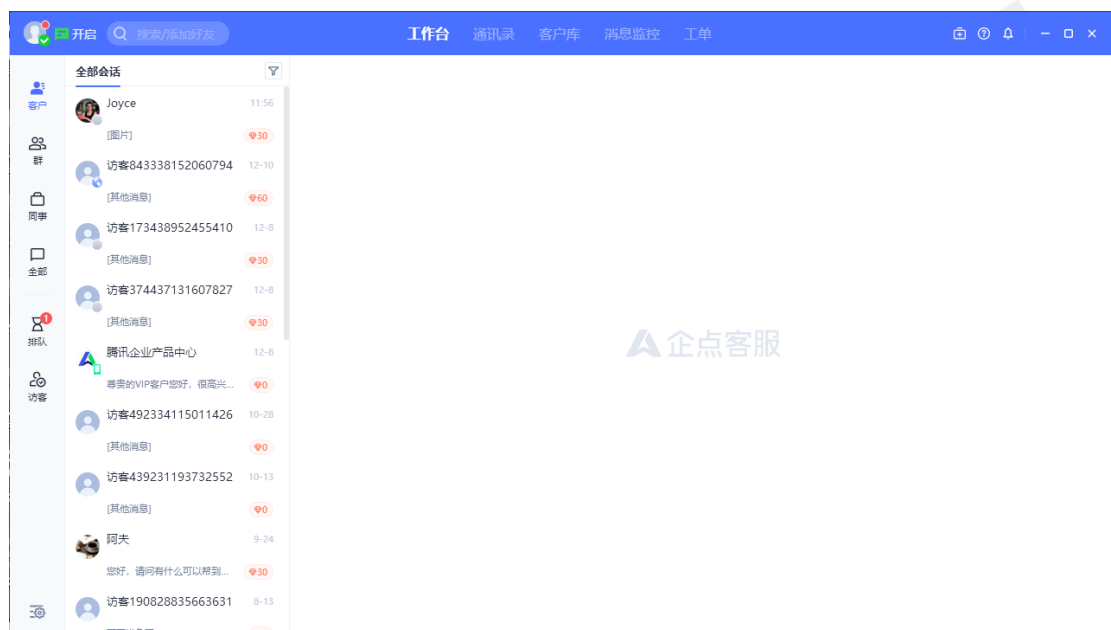 开启 搜索/添加好友 工作台 通讯录 客户库 消息监控 工单
客户
群
同事
全部
1
排队
访客
全部会话
Joyce 11:56
[图片] 30
访客843338152060794 12-10
[其他消息] 60
访客173438952455410 12-8
[其他消息] 30
访客374437131607827 12-8
[其他消息] 30
腾讯企业产品中心 12-8
尊贵的VIP客户您好，很高兴... 0
访客492334115011426 10-28
[其他消息] 0
访客439231193732552 10-13
[其他消息] 0
阿夫 9-24
您好，请问有什么可以帮到... 30
访客190828835663631 8-13
企点客服